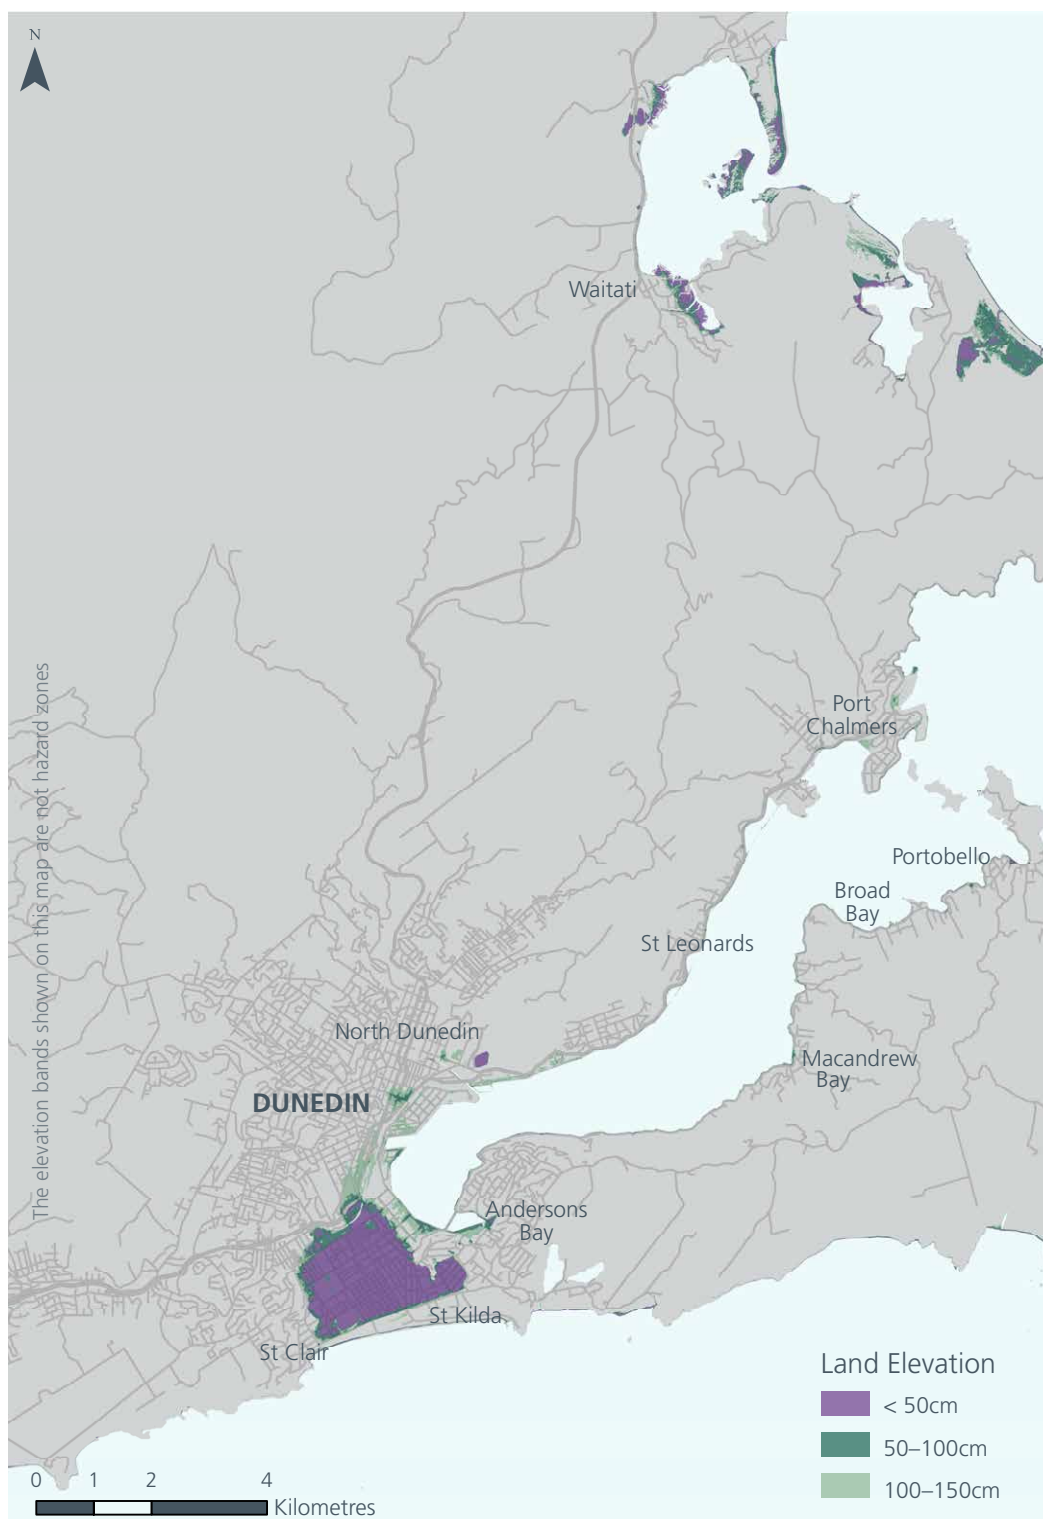 N
Waitati
The elevation bands shown on this map are not hazard zones
Port
Chalmers
Portobello
Broad
Bay
St Leonards
North Dunedin
Macandrew
Bay
DUNEDIN
Andersons
Bay
St Kilda
St Clair
Land Elevation
< 50cm
50–100cm
100–150cm
0 1 2 4
Kilometres